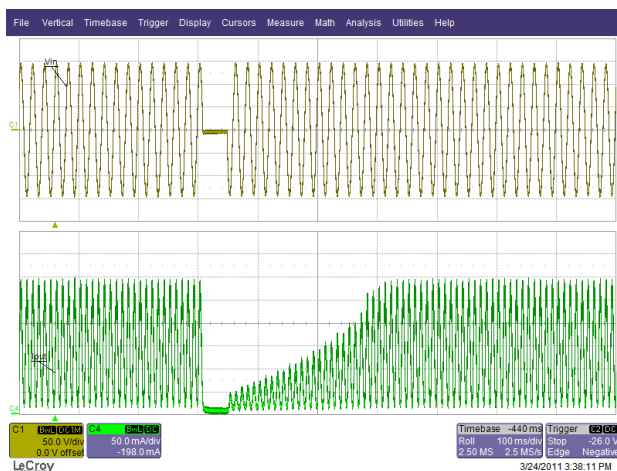 File Vertical Timebase Trigger Display Cursors Measure Math Analysis Utilities Help
Vin
C1
Iout
C4
C1 BwL DC1M
50.0 V/div
0.0 V offset
C4 BwL DC
50.0 mA/div
-198.0 mA
Timebase -440 ms
Roll 100 ms/div
2.50 MS 2.5 MS/s
Trigger C2 DC
Stop -26.0 V
Edge Negative
LeCroy
3/24/2011 3:38:11 PM